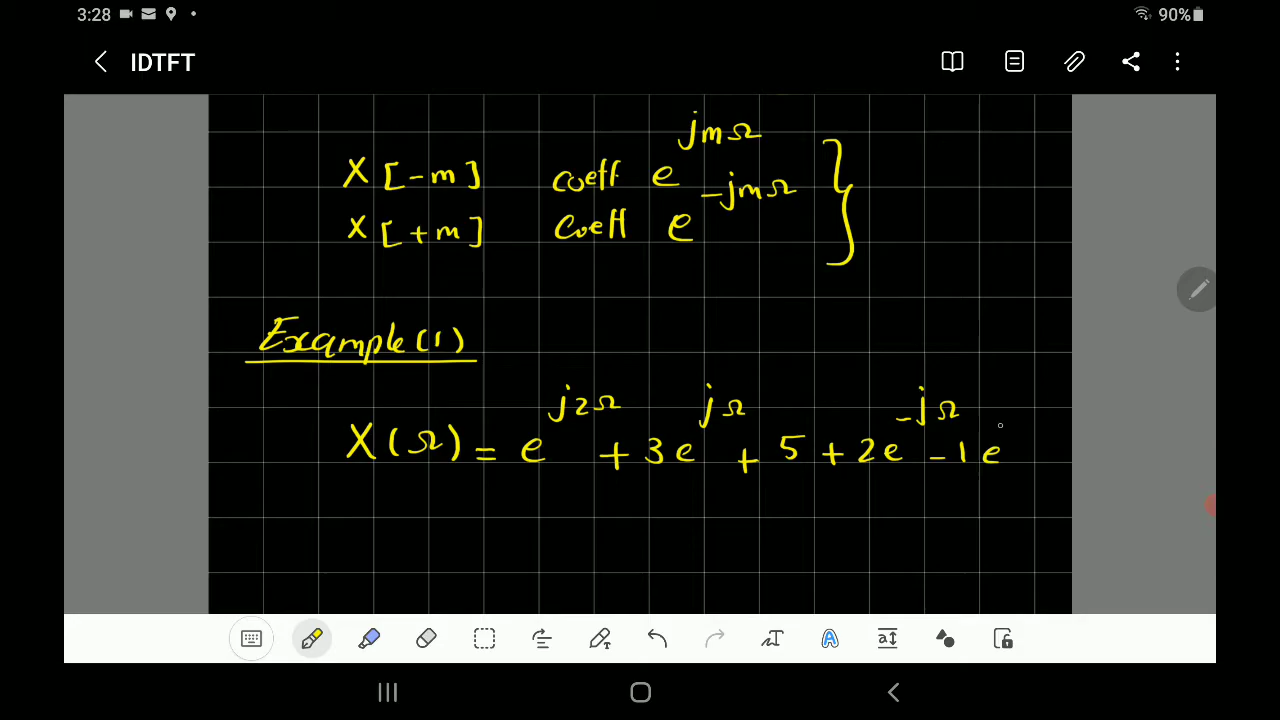 3:28 90%
IDTFT
X[-m] coeff e^{jmΩ}
X[+m] Coeff e^{-jmΩ}
Example(1)
X(Ω) = e^{j2Ω} + 3e^{jΩ} + 5 + 2e^{-jΩ} - 1e